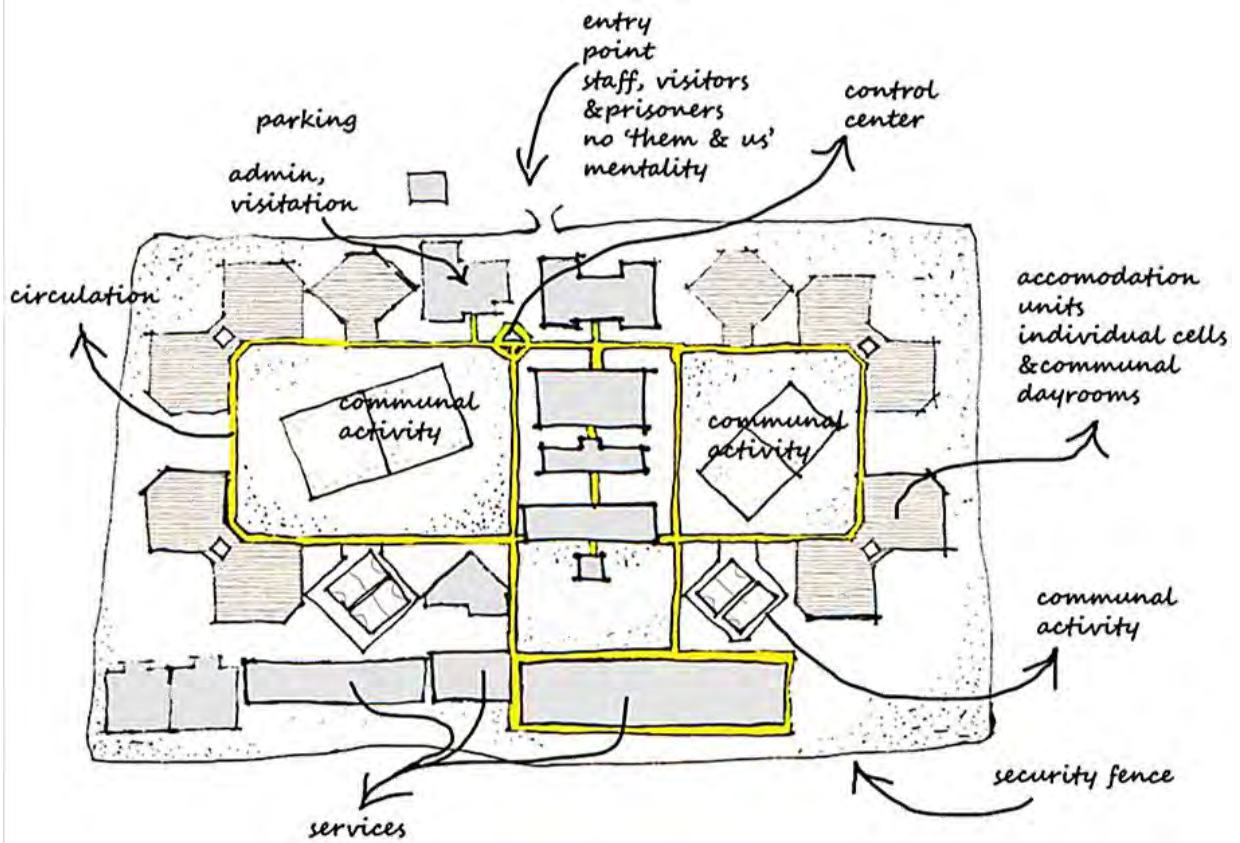 entry
point
staff, visitors
&prisoners
no 'them & us'
mentality
control
center
parking
admin,
visitation
circulation
accomodation
units
individual cells
&communal
dayrooms
communal
activity
communal
activity
communal
activity
security fence
services